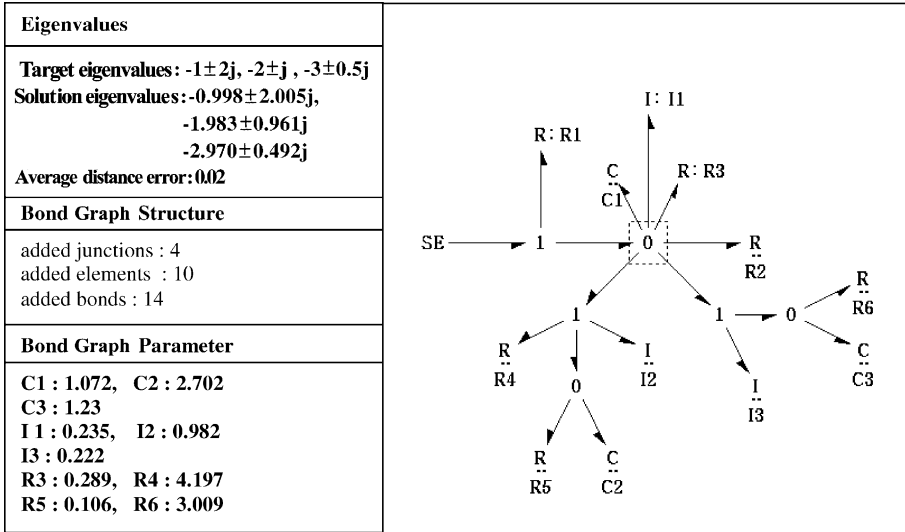 Eigenvalues
Target eigenvalues: -1±2j, -2±j , -3±0.5j
Solution eigenvalues:-0.998±2.005j,
-1.983±0.961j
-2.970±0.492j
Average distance error: 0.02
Bond Graph Structure
added junctions : 4
added elements : 10
added bonds : 14
Bond Graph Parameter
C1 : 1.072, C2 : 2.702
C3 : 1.23
I 1 : 0.235, I2 : 0.982
I3 : 0.222
R3 : 0.289, R4 : 4.197
R5 : 0.106, R6 : 3.009
I: I1
R: R1
C
C1
R: R3
SE
1
0
R
R2
1
1
0
R
R6
R
R4
I
I2
0
I
I3
C
C3
R
R5
C
C2